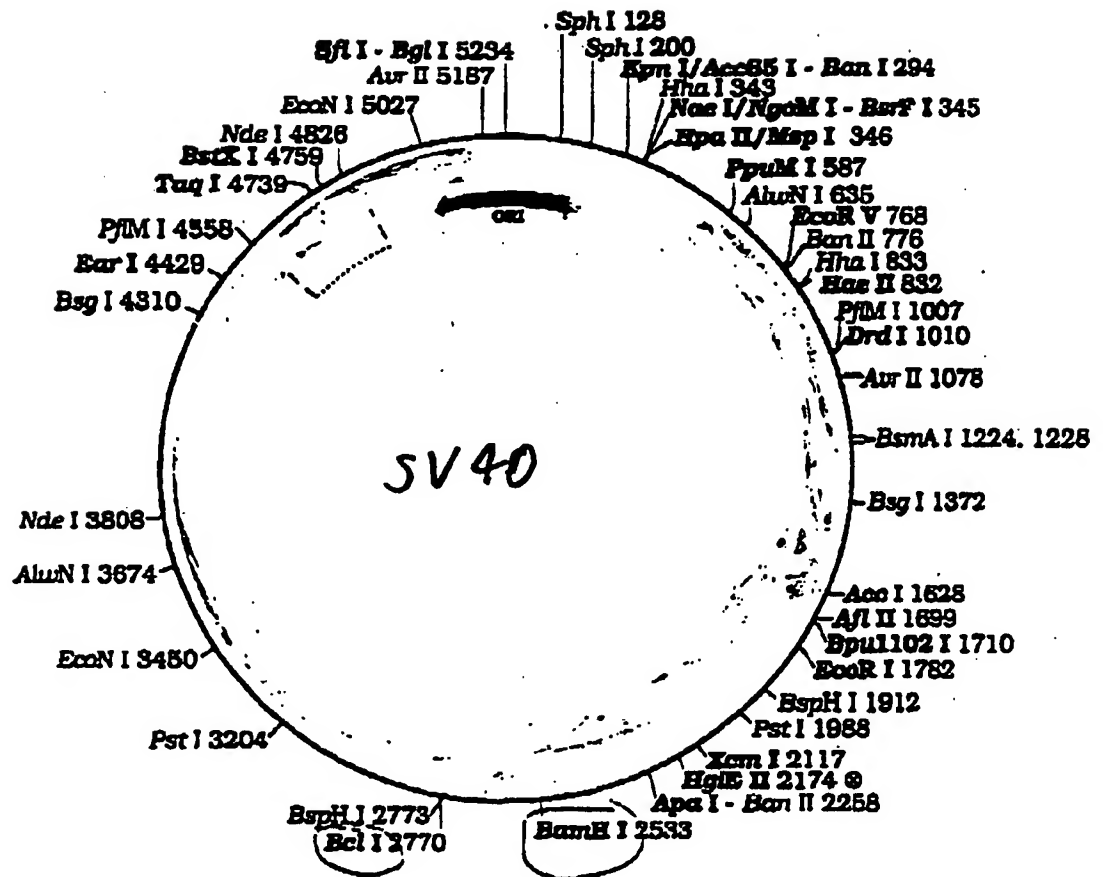 Sph I 128
Sfi I - Bgl I 5234
Sph I 200
Avr II 5187
Kpn I/Acc65 I - Ban I 294
Hha I 343
EcoN I 5027
Nae I/NgoM I - BsrF I 345
Nde I 4826
Hpa II/Msp I 346
BstX I 4759
PpuM I 587
Taq I 4739
AlwN I 635
ORI
EcoR V 768
PflM I 4558
Ban II 776
Ear I 4429
Hha I 833
Hae II 832
Bsg I 4310
PflM I 1007
Drd I 1010
Avr II 1078
BsmA I 1224. 1228
SV40
Bsg I 1372
Nde I 3808
AlwN I 3674
Acc I 1628
Afl II 1699
Bpu1102 I 1710
EcoN I 3450
EcoR I 1782
BspH I 1912
Pst I 1988
Pst I 3204
Xcm I 2117
HgiE II 2174 ⊗
Apa I - Ban II 2258
BspH I 2773
BamH I 2533
Bcl I 2770